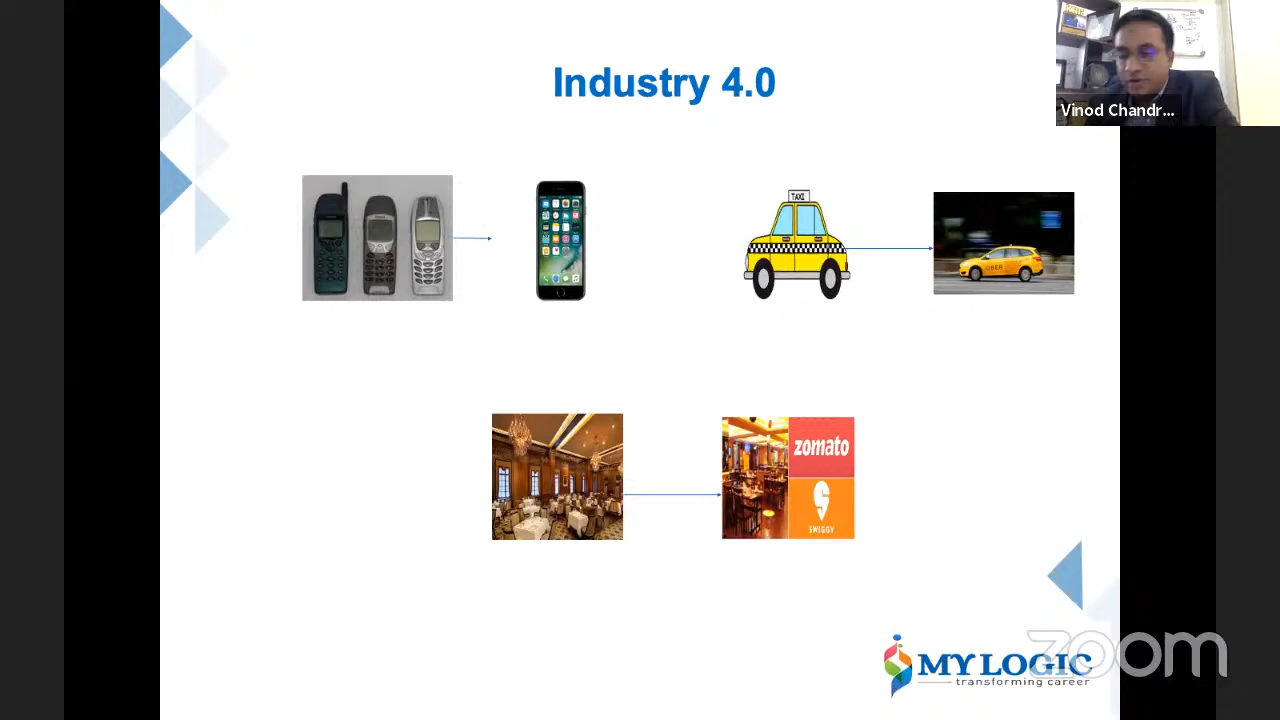 Industry 4.0
Vinod Chandr...
TAXI
UBER
zomato
SWIGGY
MY LOGIC
transforming career
zoom